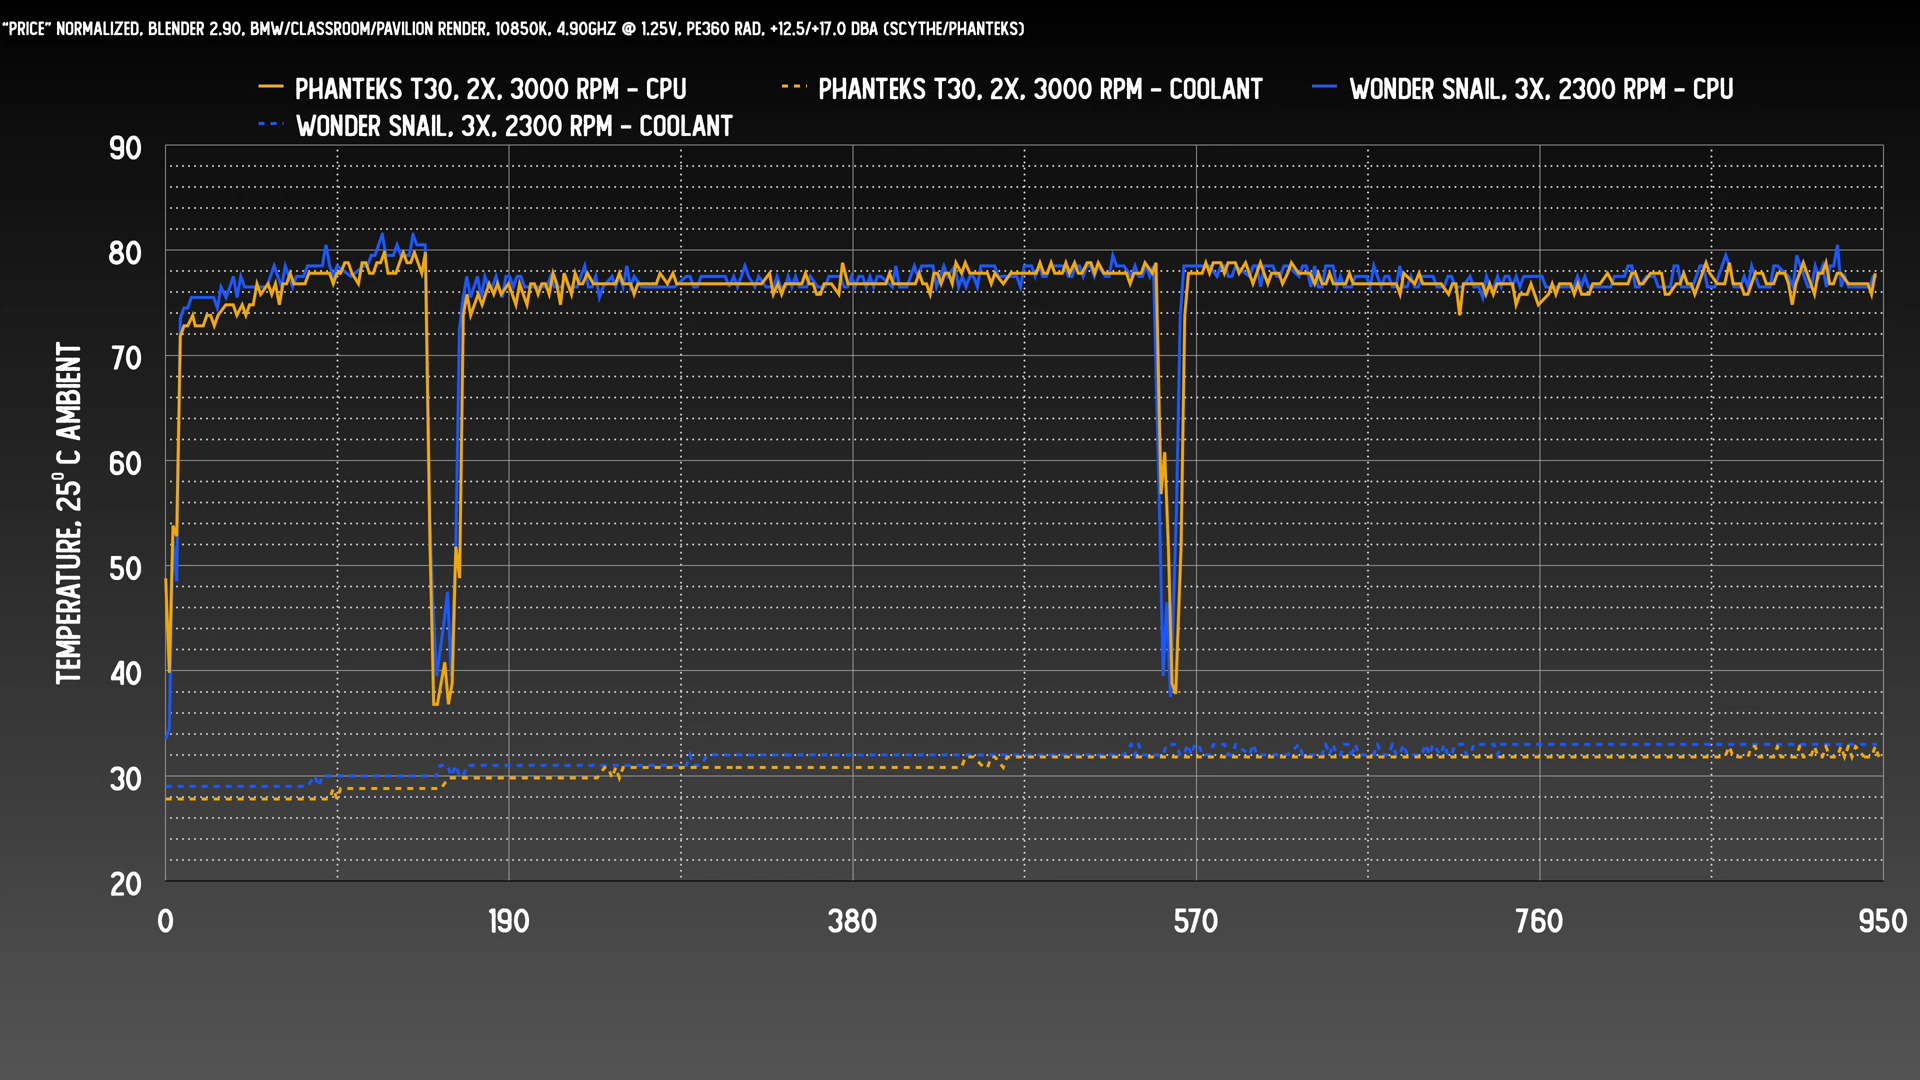 “PRICE” NORMALIZED, BLENDER 2.90, BMW/CLASSROOM/PAVILION RENDER, 10850K, 4.90GHZ @ 1.25V, PE360 RAD, +12.5/+17.0 DBA (SCYTHE/PHANTEKS)
PHANTEKS T30, 2X, 3000 RPM - CPU
PHANTEKS T30, 2X, 3000 RPM - COOLANT
WONDER SNAIL, 3X, 2300 RPM - CPU
WONDER SNAIL, 3X, 2300 RPM - COOLANT
TEMPERATURE, 25° C AMBIENT
90
80
70
60
50
40
30
20
0
190
380
570
760
950